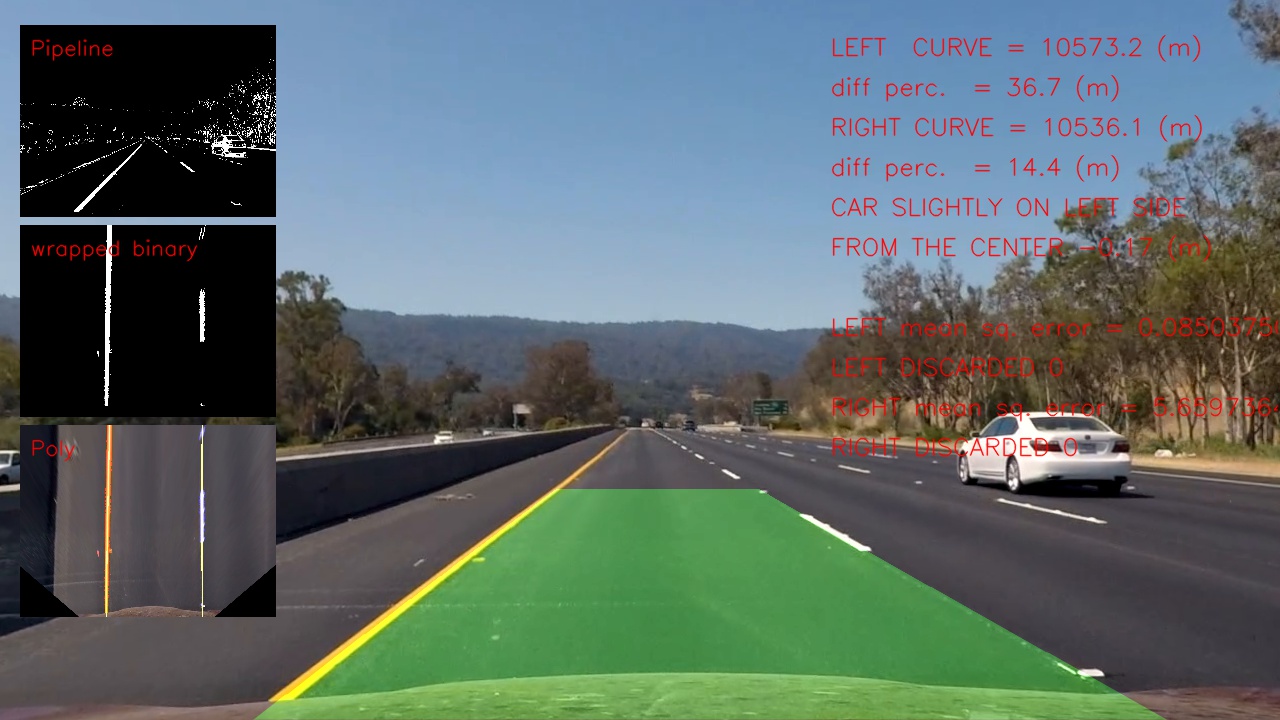 Pipeline
wrapped binary
Poly
LEFT CURVE = 10573.2 (m)
diff perc. = 36.7 (m)
RIGHT CURVE = 10536.1 (m)
diff perc. = 14.4 (m)
CAR SLIGHTLY ON LEFT SIDE
FROM THE CENTER -0.17 (m)
LEFT mean sq. error = 0.0850375
LEFT DISCARDED 0
RIGHT mean sq. error = 5.659736
RIGHT DISCARDED 0